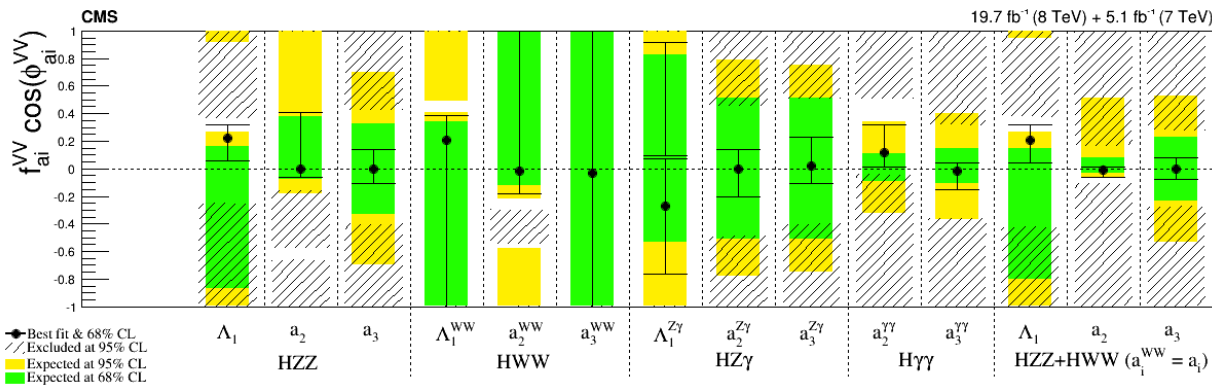 CMS 19.7 fb⁻¹ (8 TeV) + 5.1 fb⁻¹ (7 TeV)
f_ai^VV cos(ϕ_ai^VV)
1
0.8
0.6
0.4
0.2
0
-0.2
-0.4
-0.6
-0.8
-1
Λ₁ a₂ a₃ Λ₁^WW a₂^WW a₃^WW Λ₁^Zγ a₂^Zγ a₃^Zγ a₂^γγ a₃^γγ Λ₁ a₂ a₃
HZZ HWW HZγ Hγγ HZZ+HWW (a_i^WW = a_i)
Best fit & 68% CL
Excluded at 95% CL
Expected at 95% CL
Expected at 68% CL